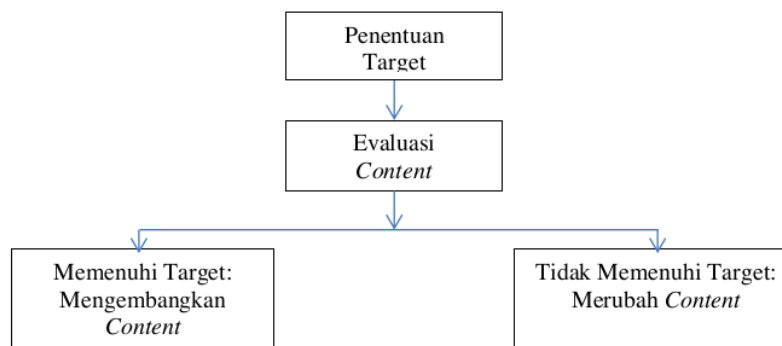 Penentuan
Target
Evaluasi
Content
Memenuhi Target:
Mengembangkan
Content
Tidak Memenuhi Target:
Merubah Content